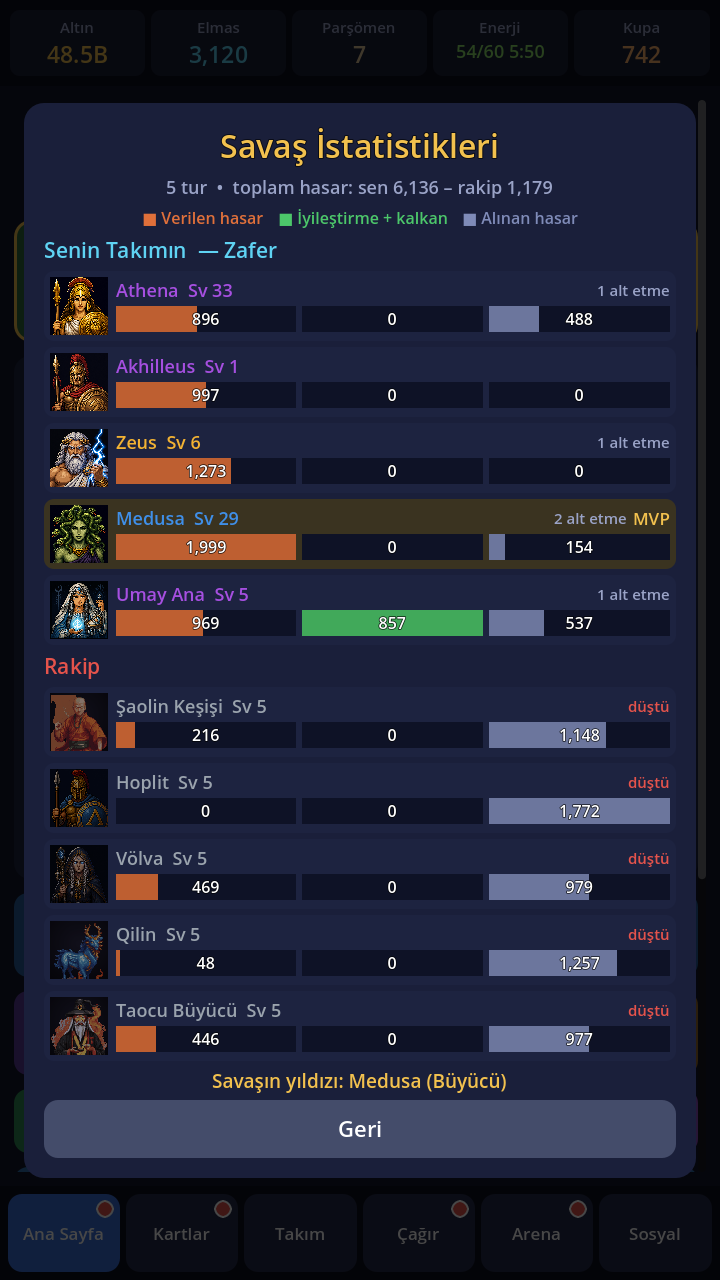 Altın Elmas Parşömen Enerji Kupa
48.5B 3,120 7 54/60 5:50 742
Savaş İstatistikleri
5 tur • toplam hasar: sen 6,136 – rakip 1,179
Verilen hasar İyileştirme + kalkan Alınan hasar
Senin Takımın — Zafer
Athena Sv 33 1 alt etme
896 0 488
Akhilleus Sv 1
997 0 0
Zeus Sv 6 1 alt etme
1,273 0 0
Medusa Sv 29 2 alt etme MVP
1,999 0 154
Umay Ana Sv 5 1 alt etme
969 857 537
Rakip
Şaolin Keşişi Sv 5 düştü
216 0 1,148
Hoplit Sv 5 düştü
0 0 1,772
Völva Sv 5 düştü
469 0 979
Qilin Sv 5 düştü
48 0 1,257
Taocu Büyücü Sv 5 düştü
446 0 977
Savaşın yıldızı: Medusa (Büyücü)
Geri
Ana Sayfa Kartlar Takım Çağır Arena Sosyal